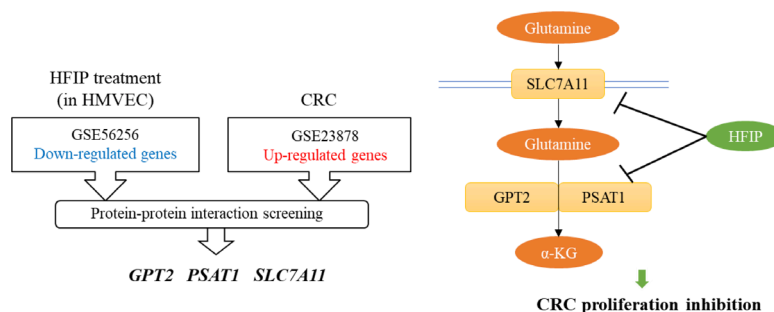 HFIP treatment
(in HMVEC)
CRC
GSE56256
Down-regulated genes
GSE23878
Up-regulated genes
Protein-protein interaction screening
GPT2 PSAT1 SLC7A11
Glutamine
SLC7A11
Glutamine
HFIP
GPT2
PSAT1
α-KG
CRC proliferation inhibition